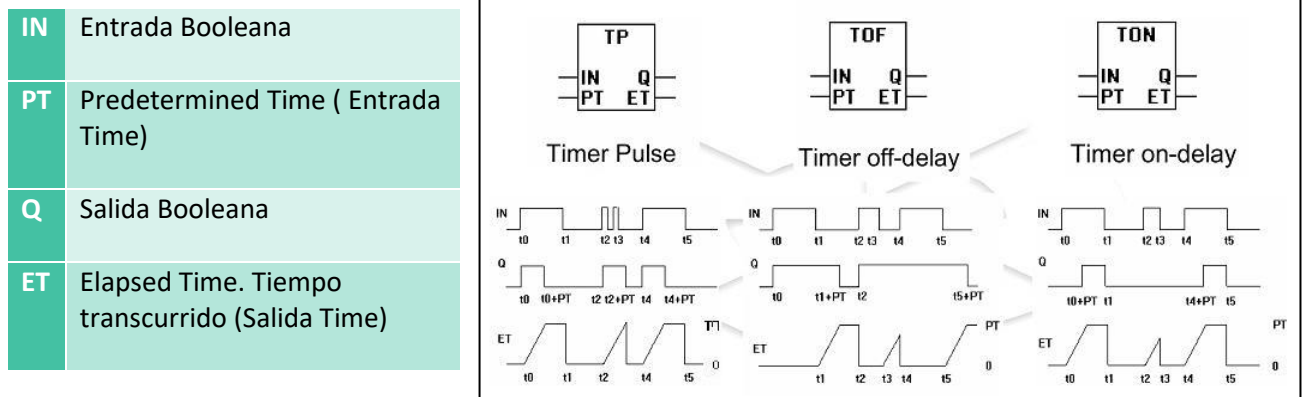 IN Entrada Booleana
PT Predetermined Time ( Entrada
Time)
Q Salida Booleana
ET Elapsed Time. Tiempo
transcurrido (Salida Time)
TP
IN Q
PT ET
Timer Pulse
TOF
IN Q
PT ET
Timer off-delay
TON
IN Q
PT ET
Timer on-delay
IN
t0 t1 t2 t3 t4 t5
Q
t0 t0+PT t2 t2+PT t4 t4+PT
ET
0
t0 t1 t2 t4 t5
IN
t0 t1 t2 t3 t4 t5
Q
t0 t1+PT t2 t5+PT
PT
ET
0
t1 t2 t3 t4 t5
IN
t0 t1 t2 t3 t4 t5
Q
t0+PT t1 t4+PT t5
PT
ET
0
t0 t1 t2 t3 t4 t5